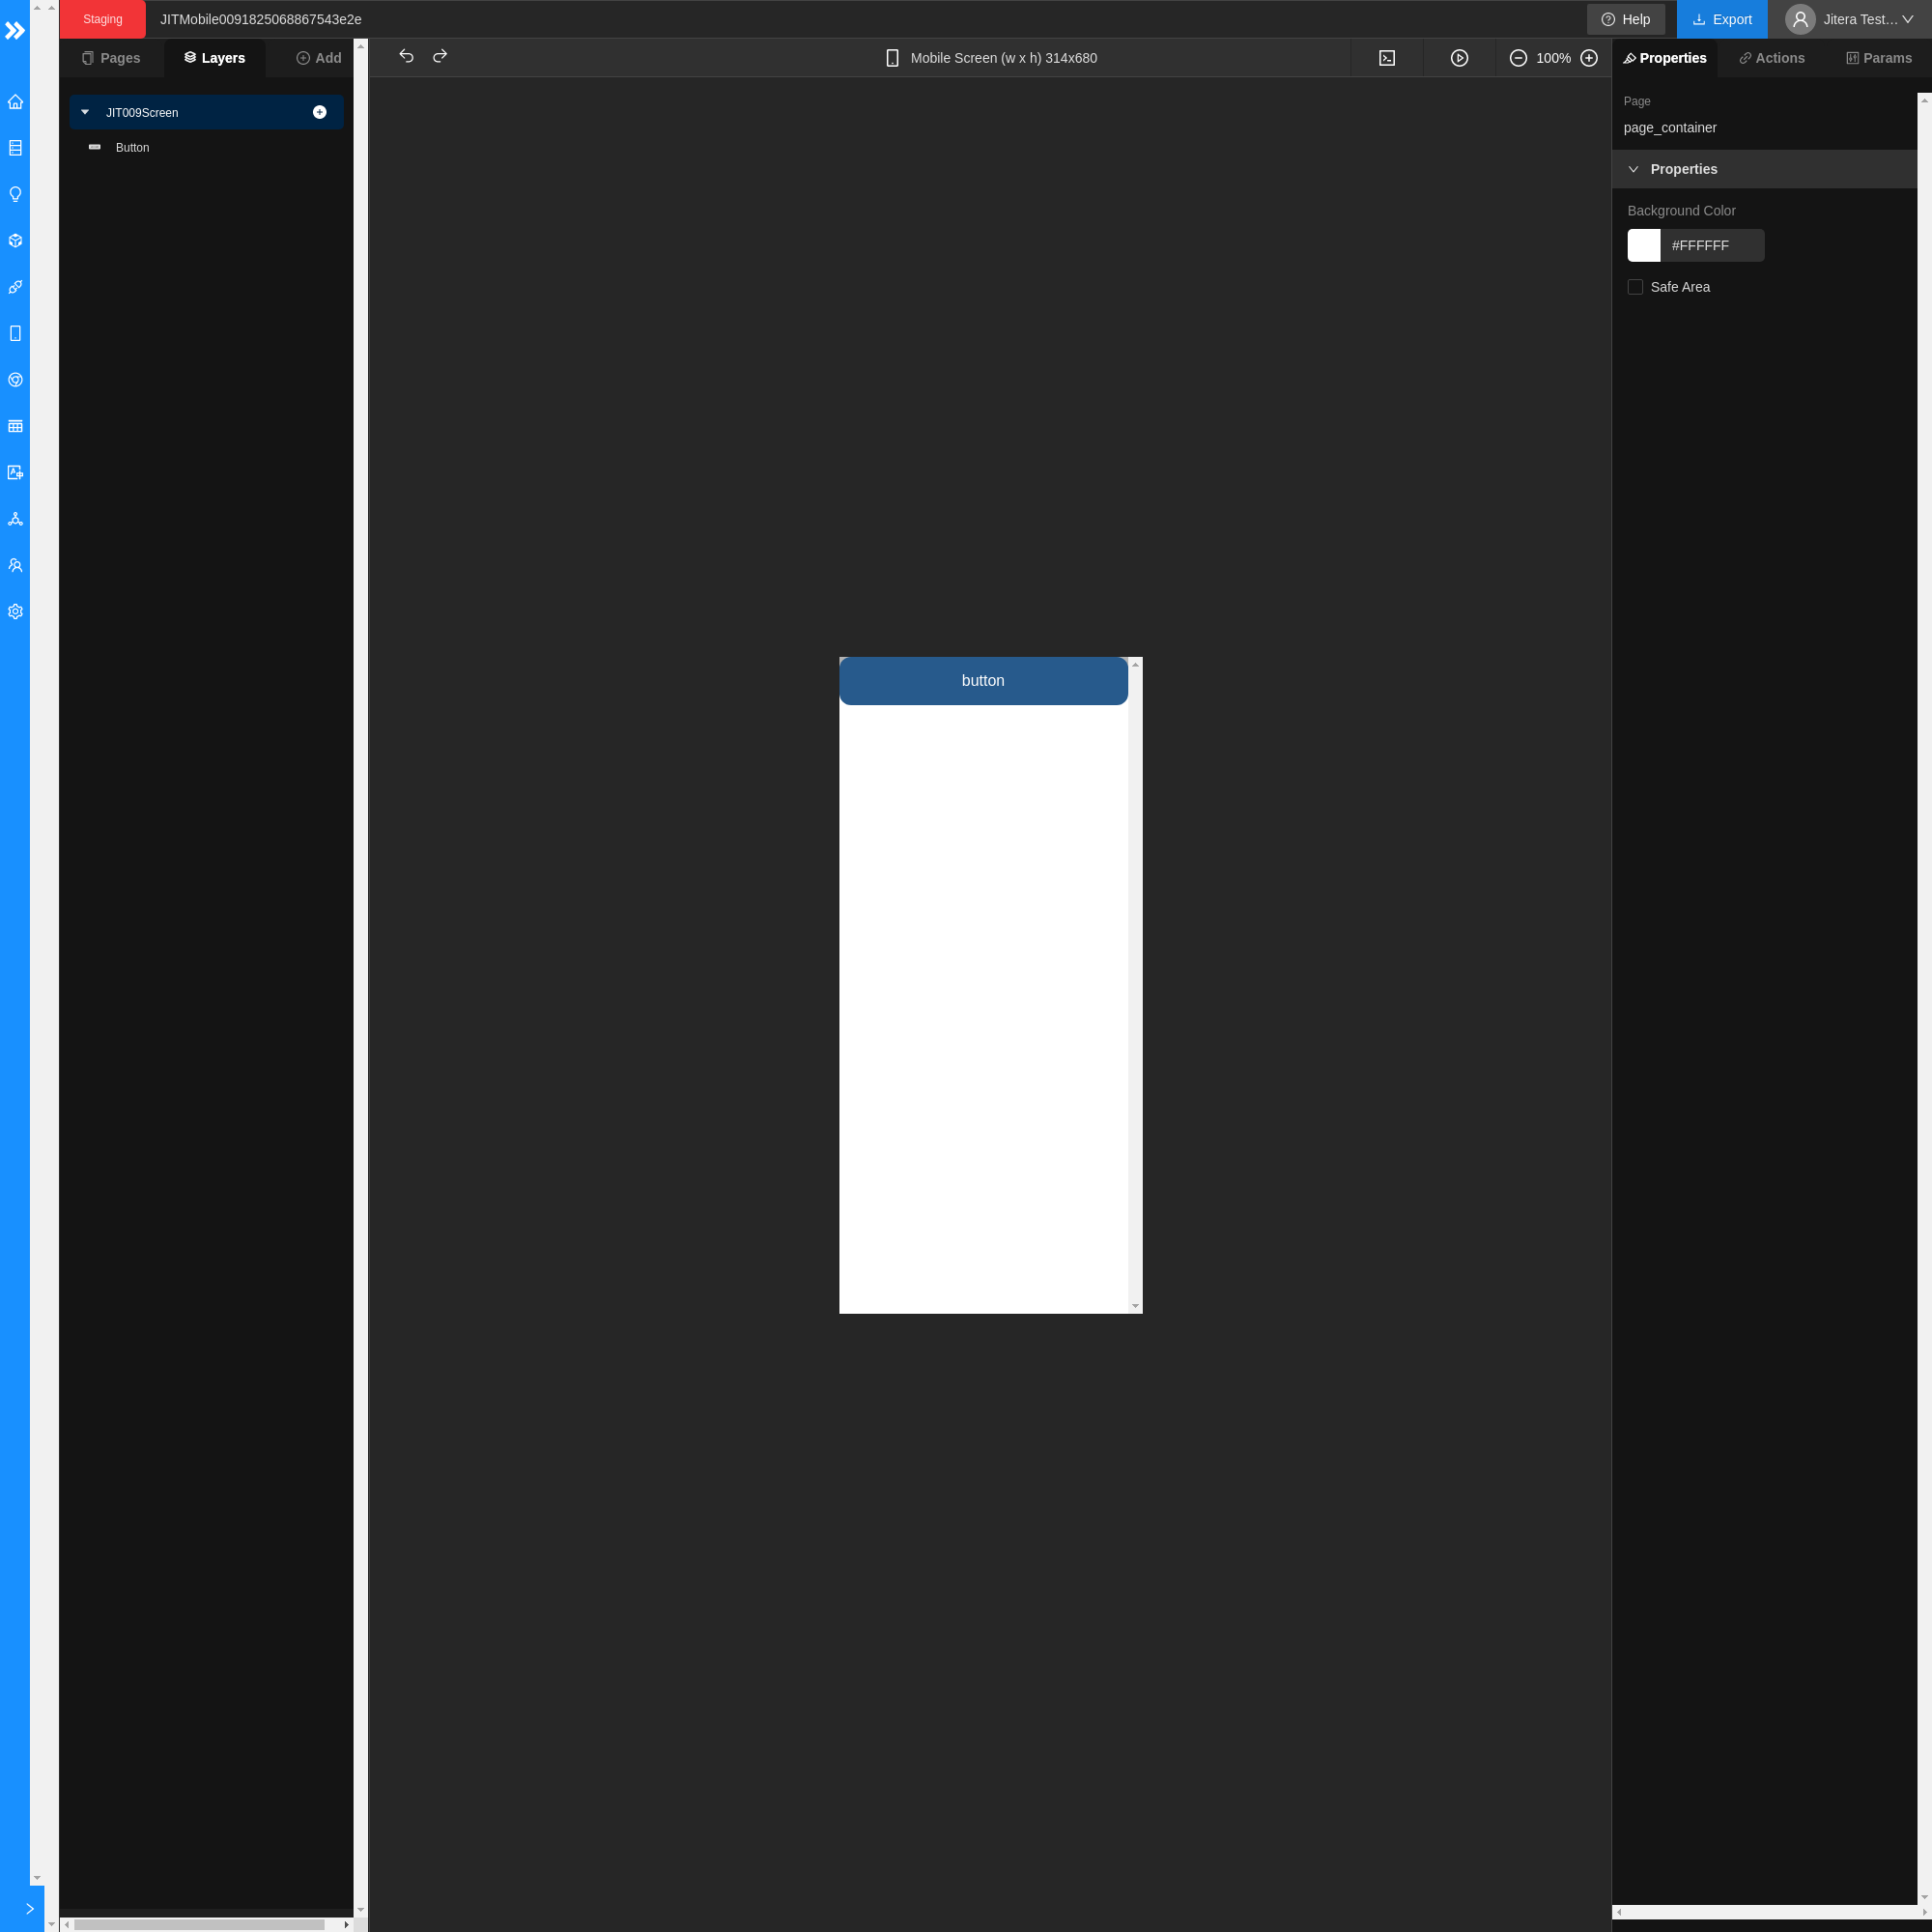 Staging
JITMobile0091825068867543e2e
Help
Export
Jitera Test...
Pages
Layers
Add
Mobile Screen (w x h) 314x680
100%
Properties
Actions
Params
JIT009Screen
Button
Page
page_container
Properties
Background Color
#FFFFFF
Safe Area
button